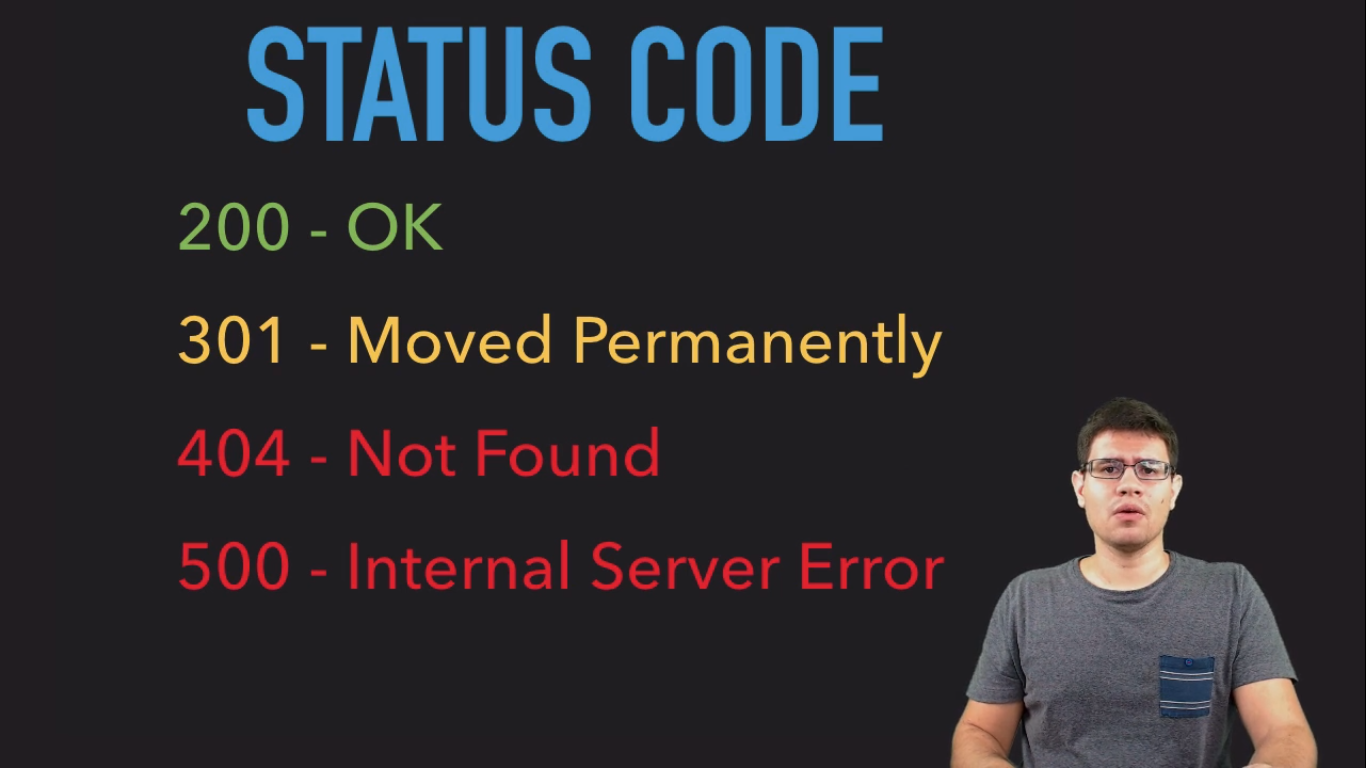 STATUS CODE
200 - OK
301 - Moved Permanently
404 - Not Found
500 - Internal Server Error